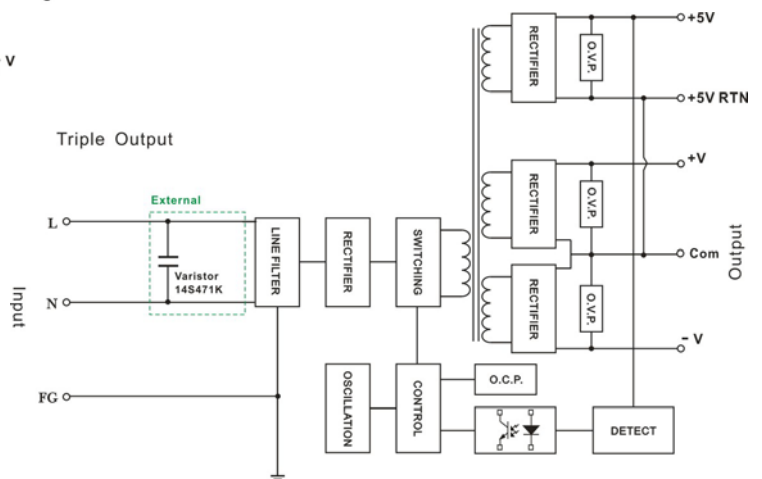 V
Triple Output
External
L
N
FG
Input
Varistor
14S471K
LINE FILTER
RECTIFIER
SWITCHING
OSCILLATION
CONTROL
O.C.P.
DETECT
RECTIFIER
RECTIFIER
RECTIFIER
O.V.P.
O.V.P.
O.V.P.
+5V
+5V RTN
+V
Com
- V
Output